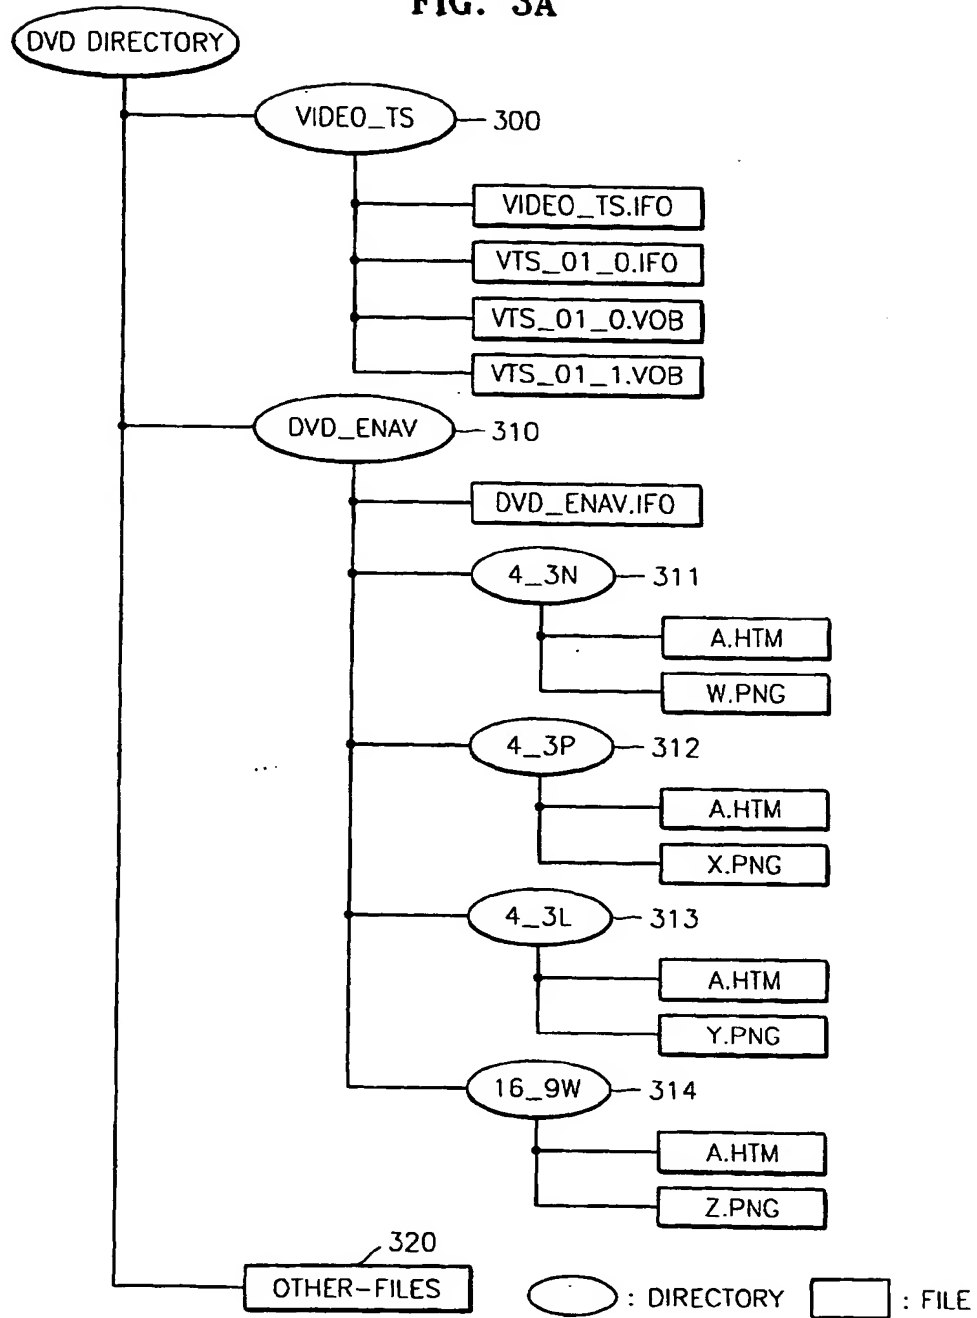 FIG. 3A
DVD DIRECTORY
VIDEO_TS 300
VIDEO_TS.IFO
VTS_01_0.IFO
VTS_01_0.VOB
VTS_01_1.VOB
DVD_ENAV 310
DVD_ENAV.IFO
4_3N 311
A.HTM
W.PNG
4_3P 312
A.HTM
X.PNG
4_3L 313
A.HTM
Y.PNG
16_9W 314
A.HTM
Z.PNG
320
OTHER-FILES
: DIRECTORY : FILE